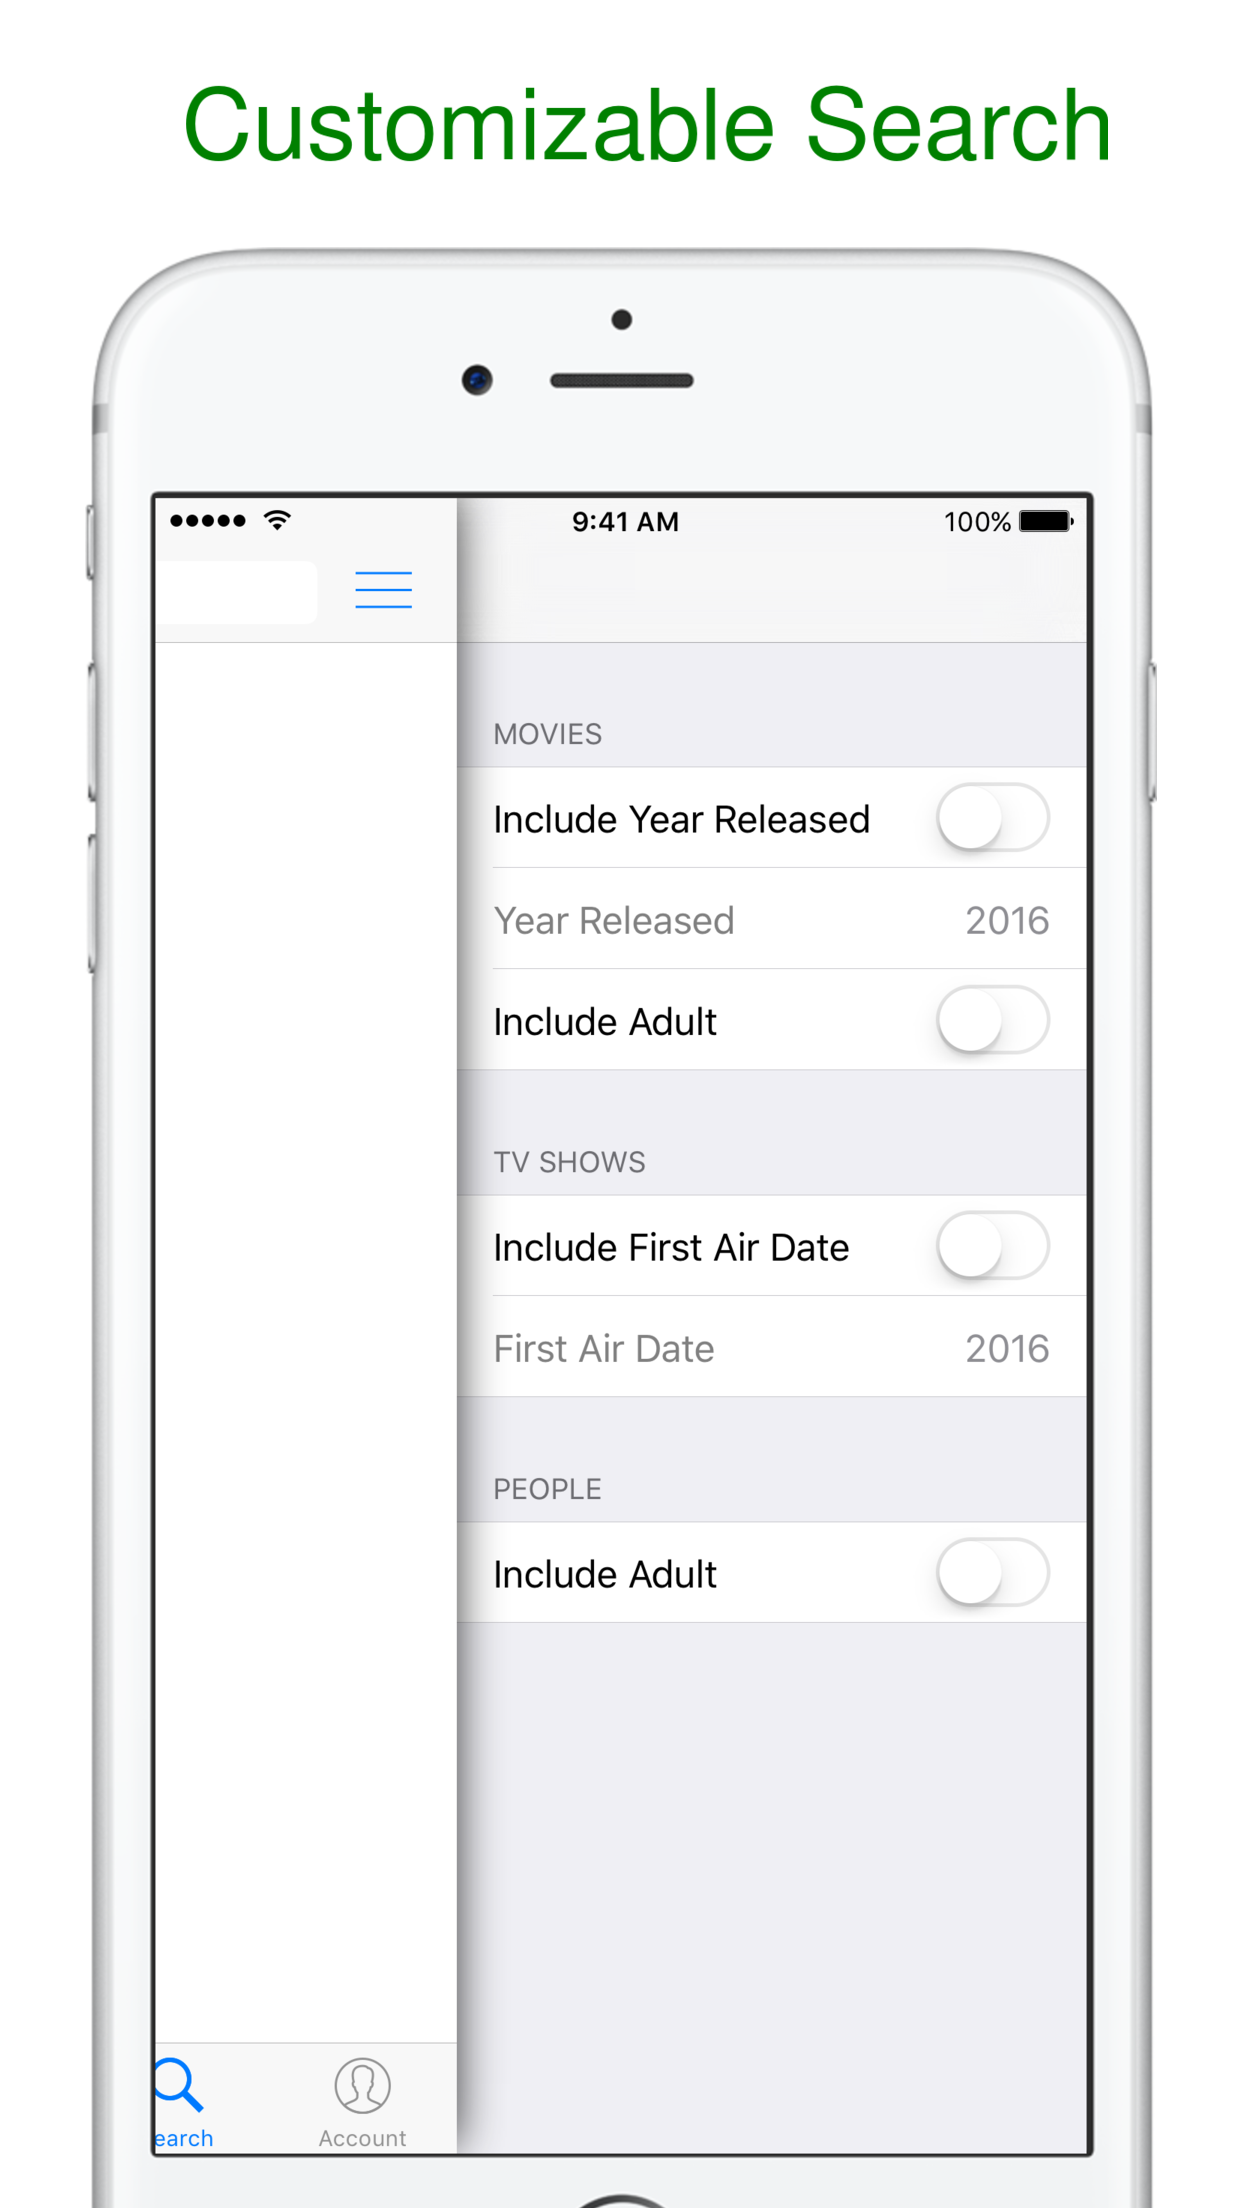 Customizable Search
9:41 AM
100%
MOVIES
Include Year Released
Year Released 2016
Include Adult
TV SHOWS
Include First Air Date
First Air Date 2016
PEOPLE
Include Adult
earch
Account